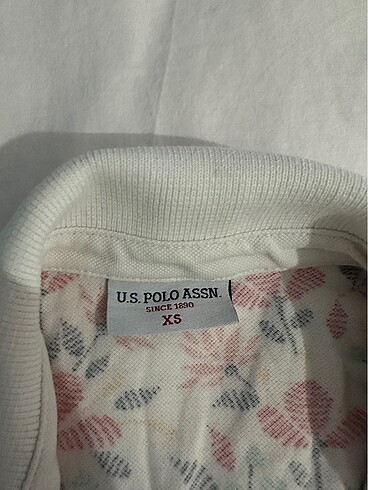 U.S. POLO ASSN.
SINCE 1890
XS